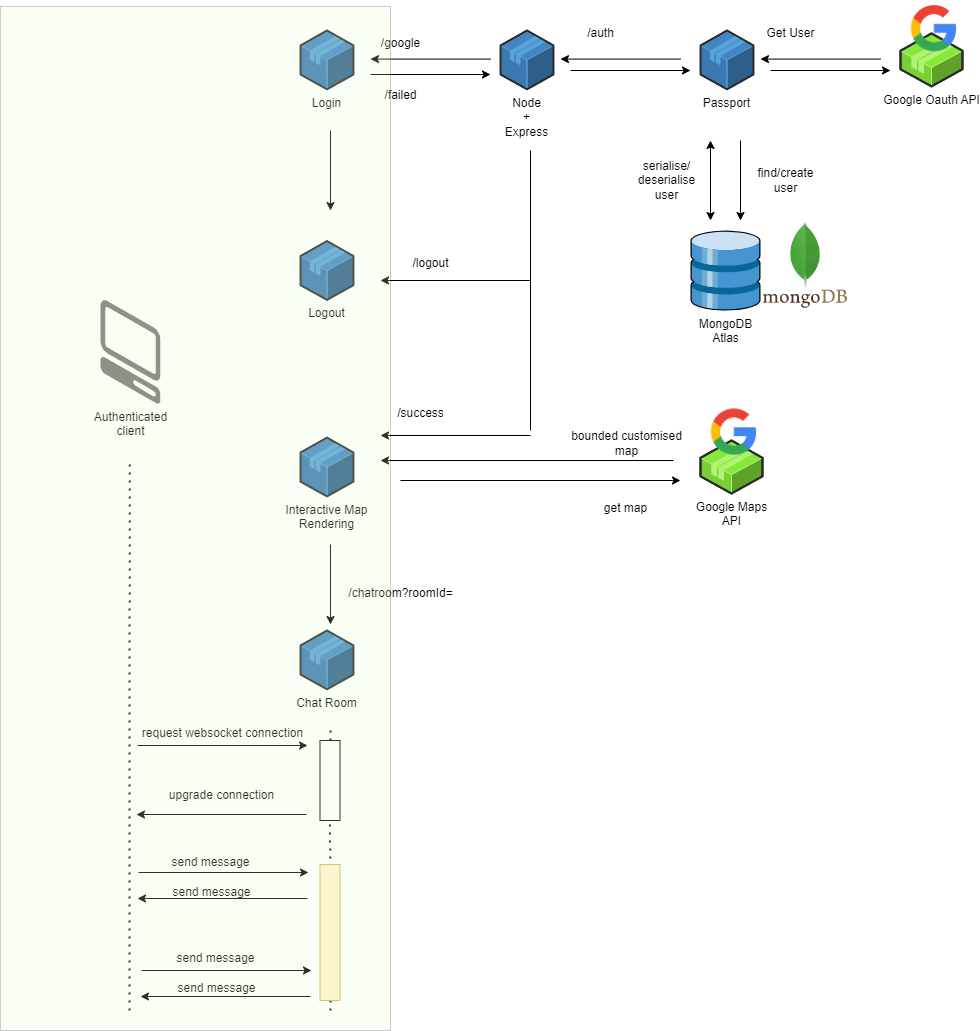 /google
/auth
Get User
/failed
Login
Node
+
Express
Passport
Google Oauth API
serialise/
deserialise
user
find/create
user
/logout
Logout
mongoDB
MongoDB
Atlas
Authenticated
client
/success
bounded customised
map
Interactive Map
Rendering
get map
Google Maps
API
/chatroom?roomId=
Chat Room
request websocket connection
upgrade connection
send message
send message
send message
send message